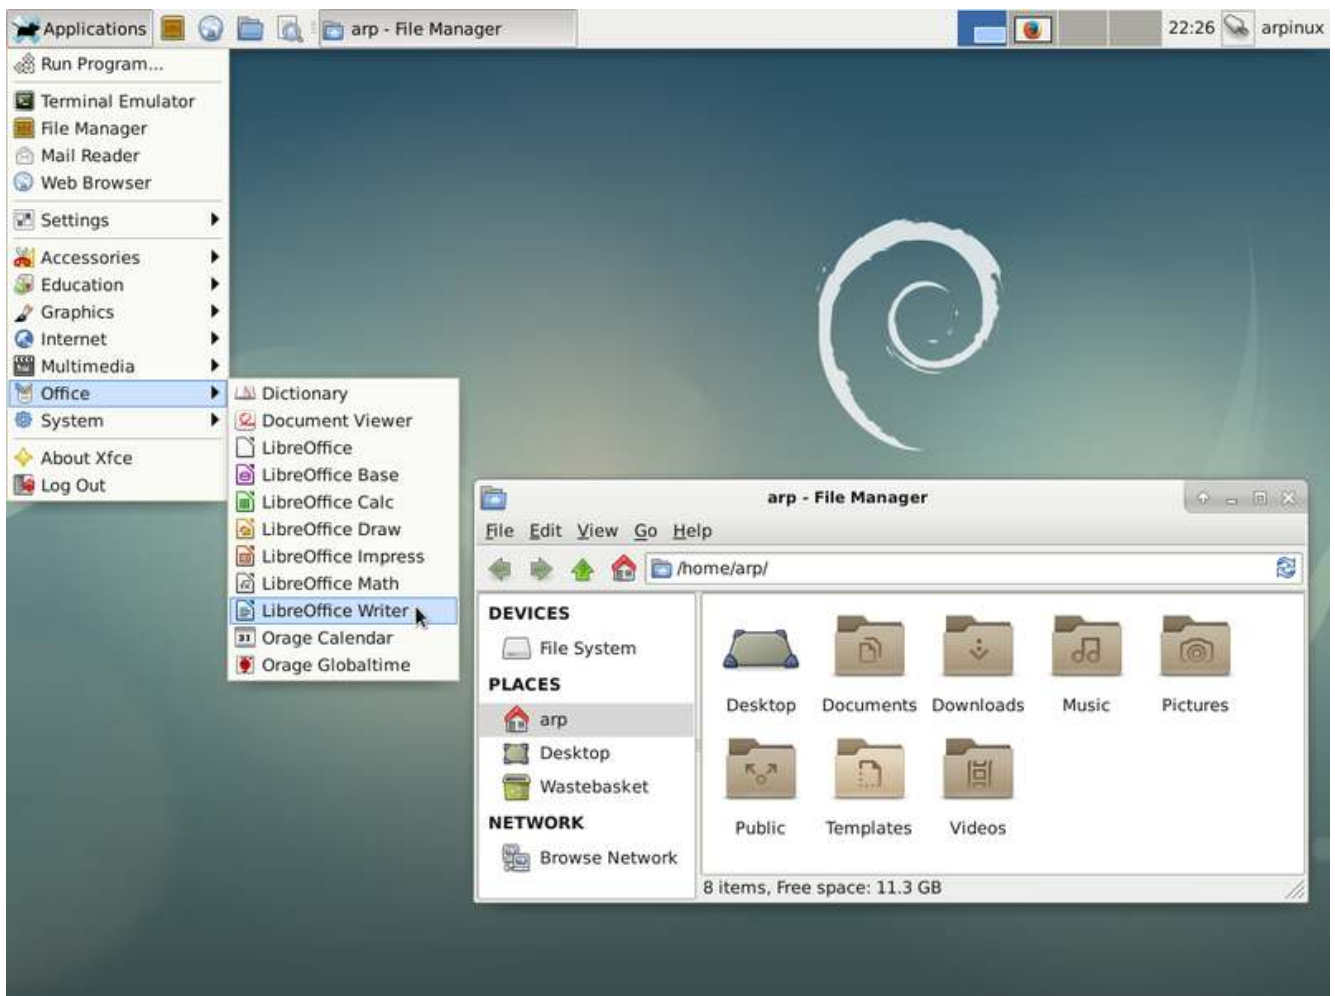 Applications
arp - File Manager
22:26
arpinux
Run Program...
Terminal Emulator
File Manager
Mail Reader
Web Browser
Settings
Accessories
Education
Graphics
Internet
Multimedia
Office
System
About Xfce
Log Out
Dictionary
Document Viewer
LibreOffice
LibreOffice Base
LibreOffice Calc
LibreOffice Draw
LibreOffice Impress
LibreOffice Math
LibreOffice Writer
31
Orage Calendar
Orage Globaltime
arp - File Manager
File Edit View Go Help
/home/arp/
DEVICES
File System
PLACES
arp
Desktop
Wastebasket
NETWORK
Browse Network
Desktop Documents Downloads Music Pictures
Public Templates Videos
8 items, Free space: 11.3 GB